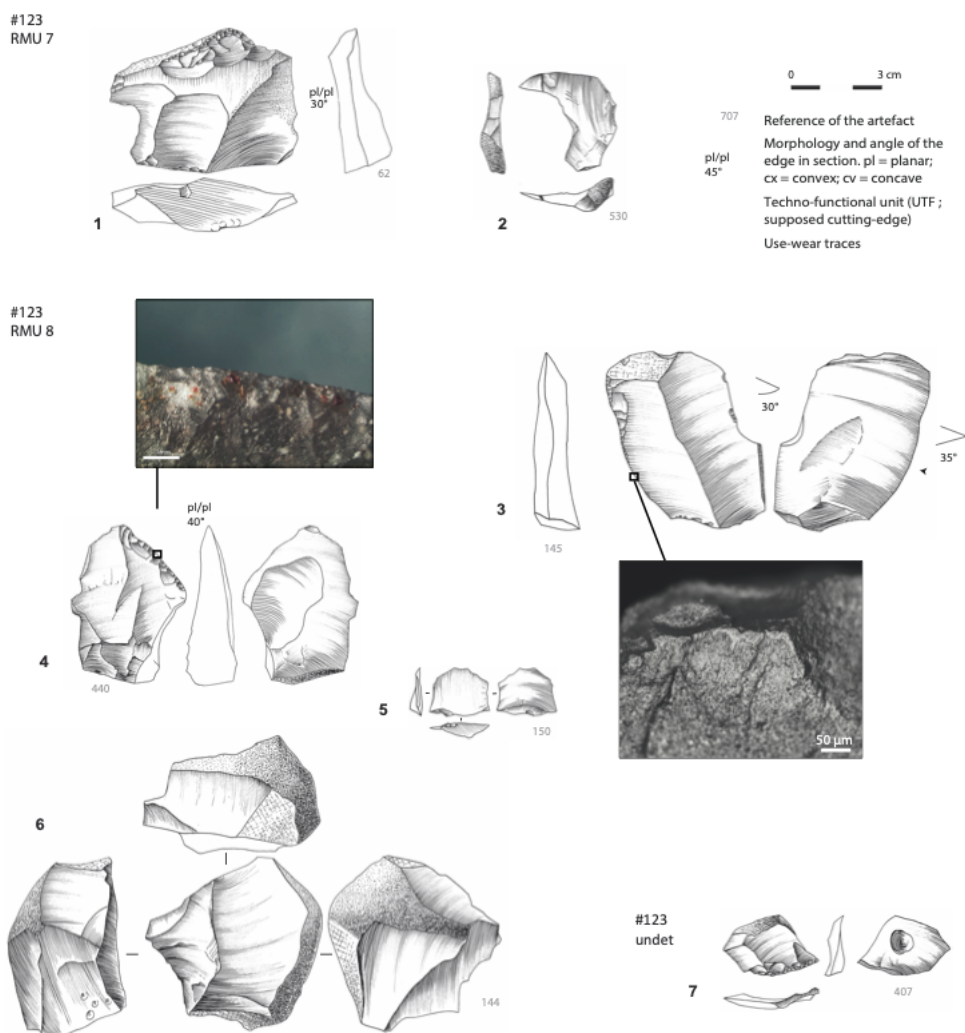 #123
RMU 7
pl/pl
30°
62
1
2
530
0 3 cm
707 Reference of the artefact
pl/pl
45°
Morphology and angle of the
edge in section. pl = planar;
cx = convex; cv = concave
Techno-functional unit (UTF ;
supposed cutting-edge)
Use-wear traces
#123
RMU 8
30°
35°
3
145
50 µm
pl/pl
40°
4
440
5
150
6
144
#123
undet
7
407